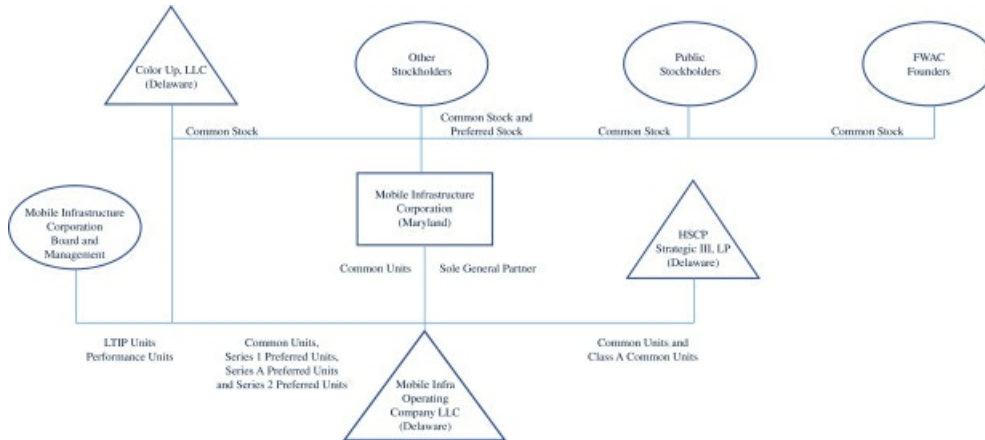 Color Up, LLC
(Delaware)
Other
Stockholders
Public
Stockholders
FWAC
Founders
Common Stock
Common Stock and
Preferred Stock
Common Stock
Common Stock
Mobile Infrastructure
Corporation
Board and
Management
Mobile Infrastructure
Corporation
(Maryland)
HSCP
Strategic III, LP
(Delaware)
Common Units
Sole General Partner
LTIP Units
Performance Units
Common Units,
Series 1 Preferred Units,
Series A Preferred Units
and Series 2 Preferred Units
Common Units and
Class A Common Units
Mobile Infra
Operating
Company LLC
(Delaware)